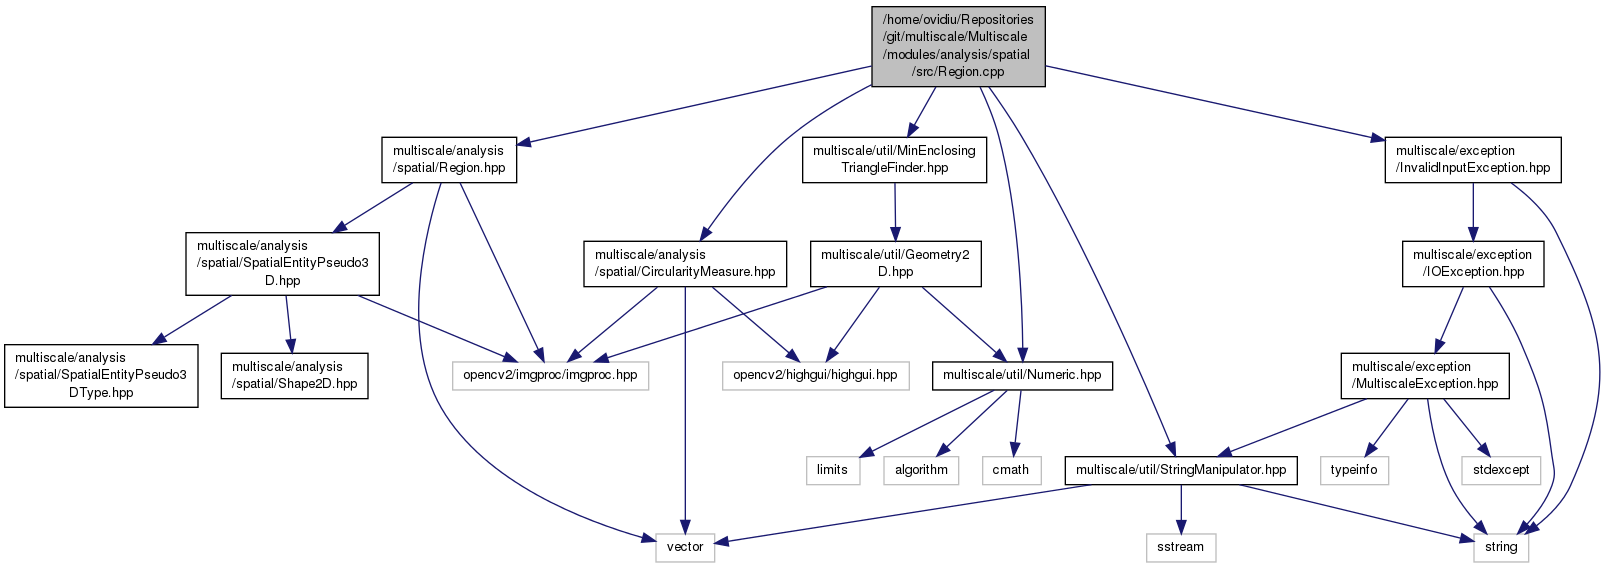 /home/ovidiu/Repositories
/git/multiscale/Multiscale
/modules/analysis/spatial
/src/Region.cpp
multiscale/analysis
/spatial/Region.hpp
multiscale/util/MinEnclosing
TriangleFinder.hpp
multiscale/exception
/InvalidInputException.hpp
multiscale/analysis
/spatial/SpatialEntityPseudo3
D.hpp
multiscale/analysis
/spatial/CircularityMeasure.hpp
multiscale/util/Geometry2
D.hpp
multiscale/exception
/IOException.hpp
multiscale/analysis
/spatial/SpatialEntityPseudo3
DType.hpp
multiscale/analysis
/spatial/Shape2D.hpp
opencv2/imgproc/imgproc.hpp
opencv2/highgui/highgui.hpp
multiscale/util/Numeric.hpp
multiscale/exception
/MultiscaleException.hpp
limits
algorithm
cmath
multiscale/util/StringManipulator.hpp
typeinfo
stdexcept
vector
sstream
string